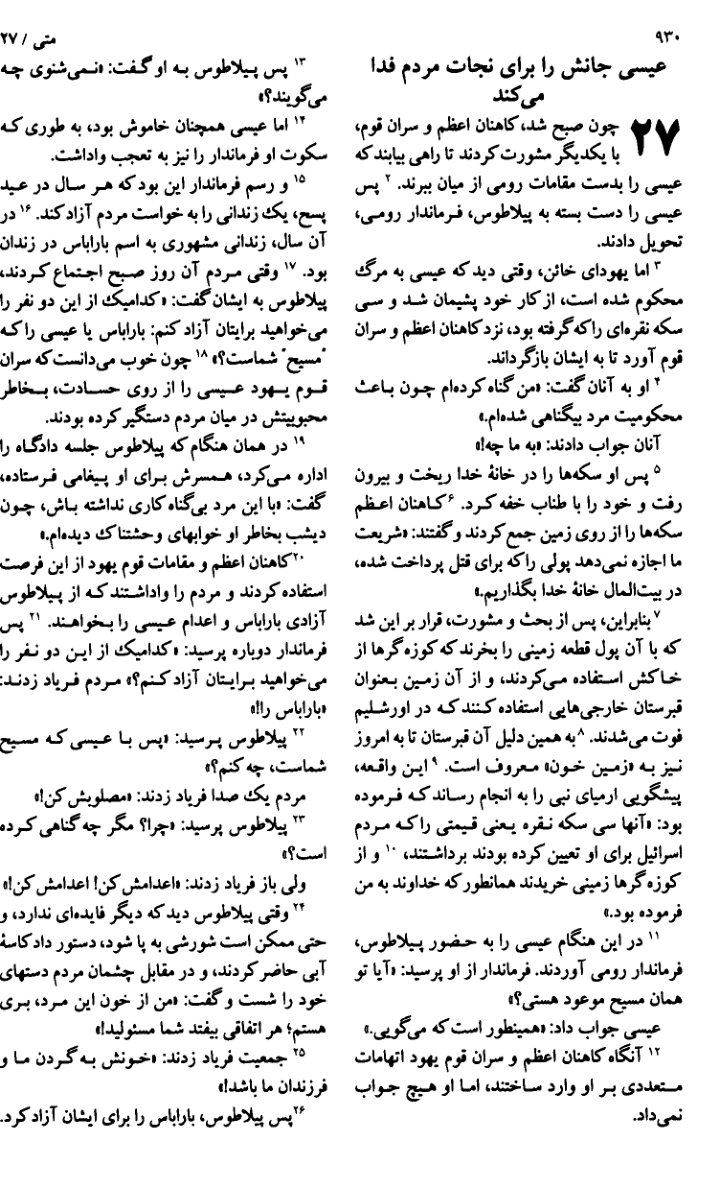 ۹۳۰
متی / ۲۷
عیسی جانش را برای نجات مردم فدا
می‌کند
۲۷ چون صبح شد، کاهنان اعظم و سران قوم،
با یکدیگر مشورت کردند تا راهی بیابند که
عیسی را بدست مقامات رومی از میان ببرند. ۲ پس
عیسی را دست بسته به پیلاطوس، فرماندار رومی،
تحویل دادند.
۳ اما یهودای خائن، وقتی دید که عیسی به مرگ
محکوم شده است، از کار خود پشیمان شد و سی
سکه نقره‌ای را که گرفته بود، نزد کاهنان اعظم و سران
قوم آورد تا به ایشان بازگرداند.
۴ او به آنان گفت: «من گناه کرده‌ام چون باعث
محکومیت مرد بیگناهی شده‌ام.»
آنان جواب دادند: «به ما چه!»
۵ پس او سکه‌ها را در خانهٔ خدا ریخت و بیرون
رفت و خود را با طناب خفه کرد. ۶ کاهنان اعظم
سکه‌ها را از روی زمین جمع کردند و گفتند: «شریعت
ما اجازه نمی‌دهد پولی را که برای قتل پرداخت شده،
در بیت‌المال خانهٔ خدا بگذاریم.»
۷ بنابراین، پس از بحث و مشورت، قرار بر این شد
که با آن پول قطعه زمینی را بخرند که کوزه‌گرها از
خاکش استفاده می‌کردند، و از آن زمین بعنوان
قبرستان خارجی‌هایی استفاده کنند که در اورشلیم
فوت می‌شدند. ۸ به همین دلیل آن قبرستان تا به امروز
نیز به «زمین خون» معروف است. ۹ این واقعه،
پیشگویی ارمیای نبی را به انجام رساند که فرموده
بود: «آنها سی سکه نقره یعنی قیمتی را که مردم
اسرائیل برای او تعیین کرده بودند برداشتند، ۱۰ و از
کوزه‌گرها زمینی خریدند همانطور که خداوند به من
فرموده بود.»
۱۱ در این هنگام عیسی را به حضور پیلاطوس،
فرماندار رومی آوردند. فرماندار از او پرسید: «آیا تو
همان مسیح موعود هستی؟»
عیسی جواب داد: «همینطور است که می‌گویی.»
۱۲ آنگاه کاهنان اعظم و سران قوم یهود اتهامات
متعددی بر او وارد ساختند، اما او هیچ جواب
نمی‌داد.
۱۳ پس پیلاطوس به او گفت: «نمی‌شنوی چه
می‌گویند؟»
۱۴ اما عیسی همچنان خاموش بود، به طوری که
سکوت او فرماندار را نیز به تعجب واداشت.
۱۵ و رسم فرماندار این بود که هر سال در عید
پسح، یک زندانی را به خواست مردم آزاد کند. ۱۶ در
آن سال، زندانی مشهوری به اسم باراباس در زندان
بود. ۱۷ وقتی مردم آن روز صبح اجتماع کردند،
پیلاطوس به ایشان گفت: «کدامیک از این دو نفر را
می‌خواهید برایتان آزاد کنم: باراباس یا عیسی را که
"مسیح" شماست؟» ۱۸ چون خوب می‌دانست که سران
قوم یهود عیسی را از روی حسادت، بخاطر
محبوبیتش در میان مردم دستگیر کرده بودند.
۱۹ در همان هنگام که پیلاطوس جلسه دادگاه را
اداره می‌کرد، همسرش برای او پیغامی فرستاده،
گفت: «با این مرد بی‌گناه کاری نداشته باش، چون
دیشب بخاطر او خوابهای وحشتناک دیده‌ام.»
۲۰ کاهنان اعظم و مقامات قوم یهود از این فرصت
استفاده کردند و مردم را واداشتند که از پیلاطوس
آزادی باراباس و اعدام عیسی را بخواهند. ۲۱ پس
فرماندار دوباره پرسید: «کدامیک از این دو نفر را
می‌خواهید برایتان آزاد کنم؟» مردم فریاد زدند:
«باراباس را!»
۲۲ پیلاطوس پرسید: «پس با عیسی که مسیح
شماست، چه کنم؟»
مردم یک صدا فریاد زدند: «مصلوبش کن!»
۲۳ پیلاطوس پرسید: «چرا؟ مگر چه گناهی کرده
است؟»
ولی باز فریاد زدند: «اعدامش کن! اعدامش کن!»
۲۴ وقتی پیلاطوس دید که دیگر فایده‌ای ندارد، و
حتی ممکن است شورشی به پا شود، دستور داد کاسهٔ
آبی حاضر کردند، و در مقابل چشمان مردم دستهای
خود را شست و گفت: «من از خون این مرد، بری
هستم؛ هر اتفاقی بیفتد شما مسئولید!»
۲۵ جمعیت فریاد زدند: «خونش به گردن ما و
فرزندان ما باشد!»
۲۶ پس پیلاطوس، باراباس را برای ایشان آزاد کرد.